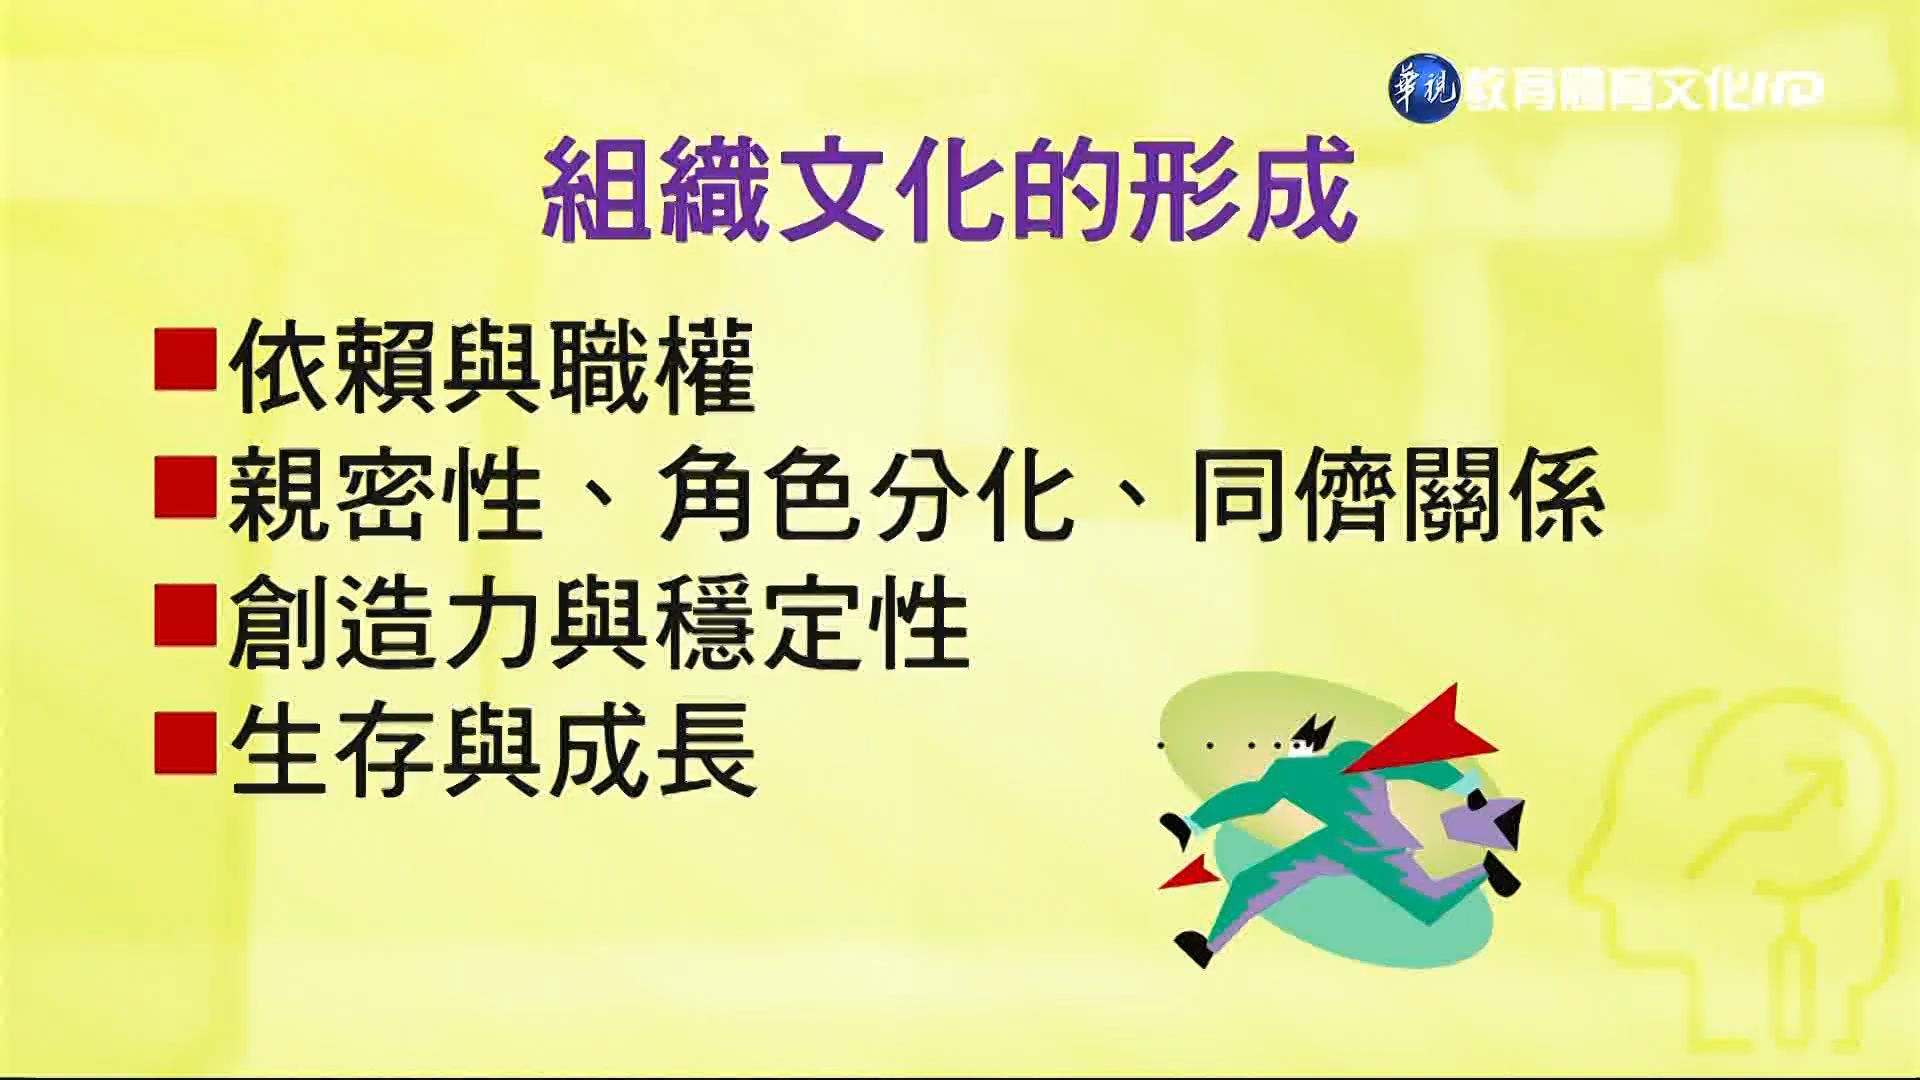 華視 教育體育文化HD
組織文化的形成
依賴與職權
親密性、角色分化、同儕關係
創造力與穩定性
生存與成長